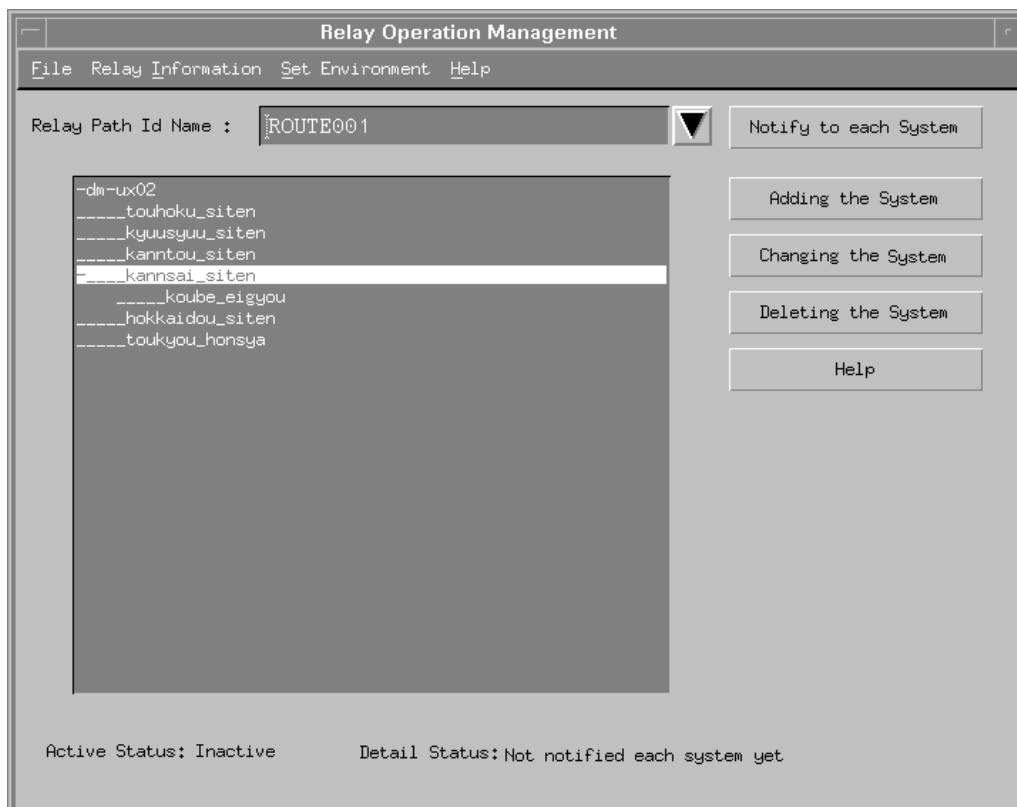 Relay Operation Management
File Relay Information Set Environment Help
Relay Path Id Name : ROUTE001
Notify to each System
-dm-ux02
_____touhoku_siten
_____kyuusyuu_siten
_____kanntou_siten
-____kannsai_siten
_____koube_eigyou
_____hokkaidou_siten
_____toukyou_honsya
Adding the System
Changing the System
Deleting the System
Help
Active Status: Inactive Detail Status: Not notified each system yet